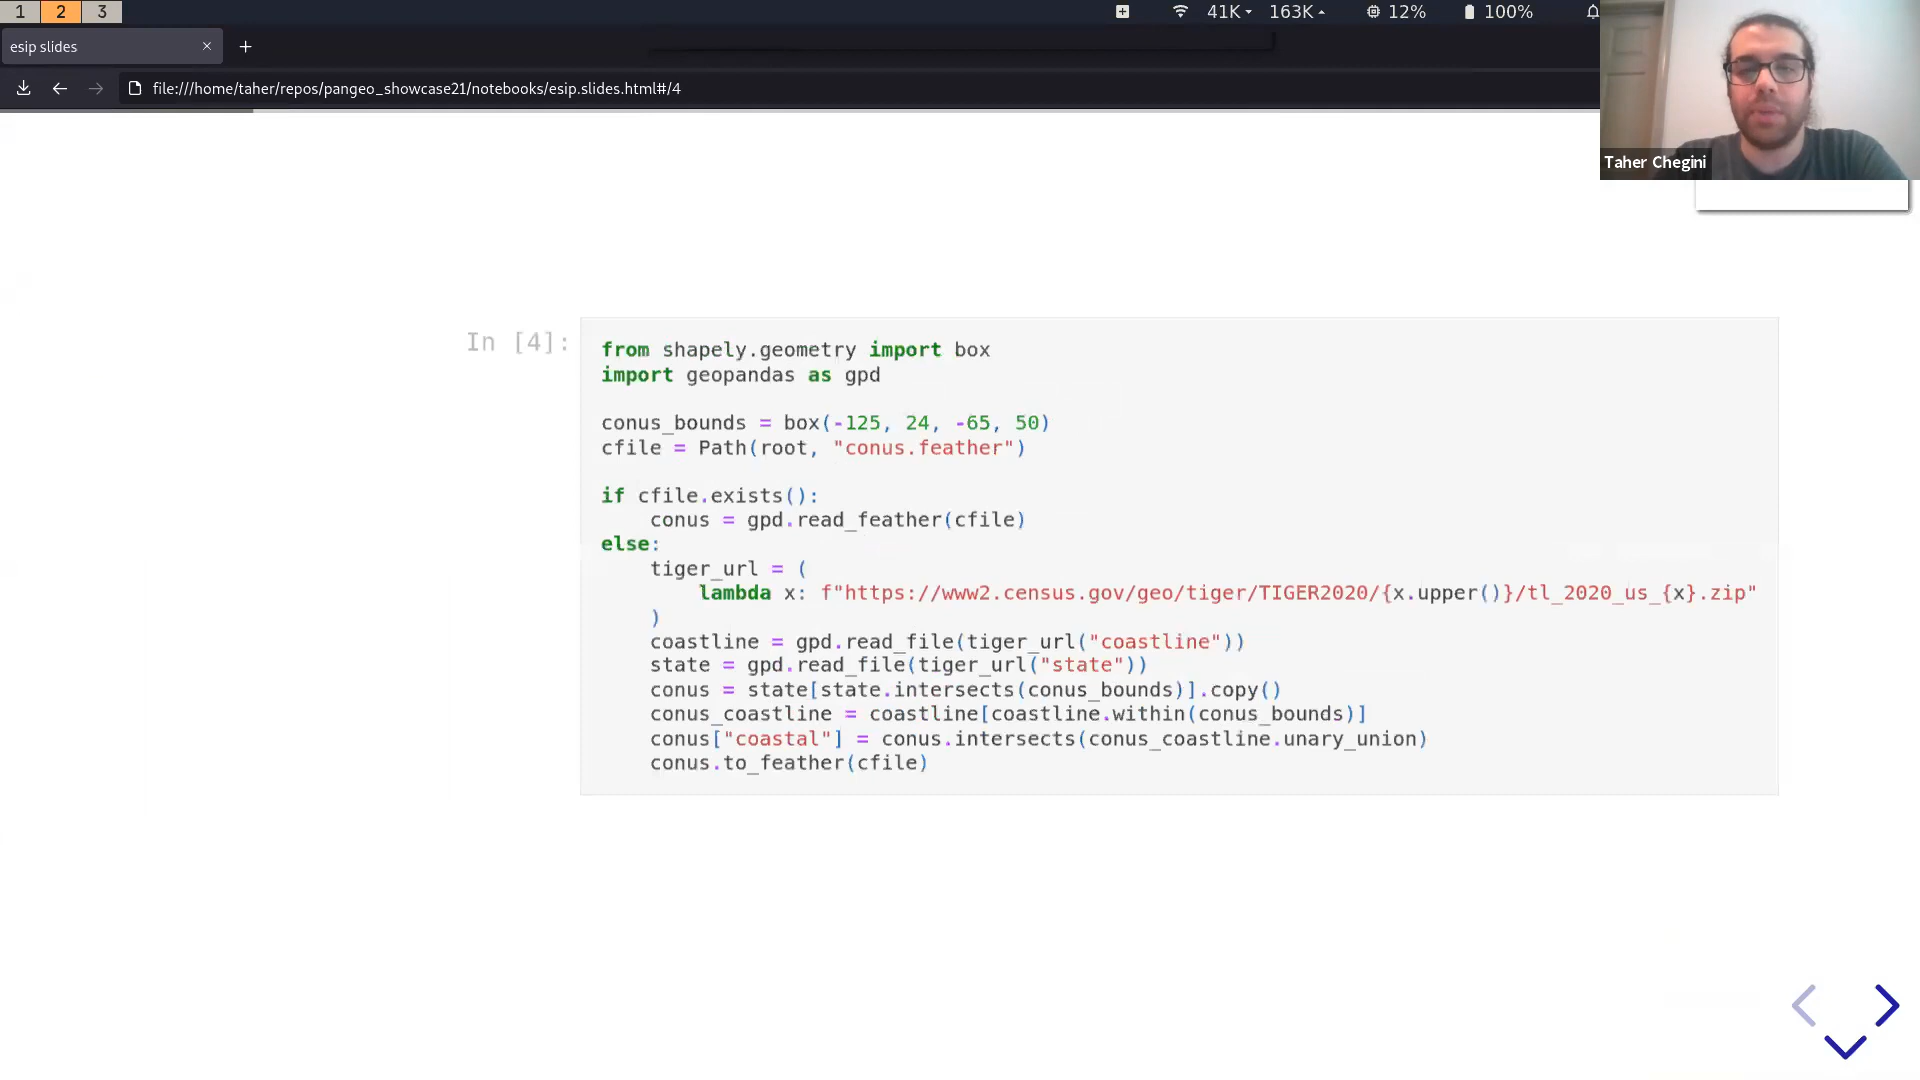 1 2 3 41K 163K 12% 100%
esip slides
file:///home/taher/repos/pangeo_showcase21/notebooks/esip.slides.html#/4
Taher Chegini
In [4]:
from shapely.geometry import box
import geopandas as gpd
conus_bounds = box(-125, 24, -65, 50)
cfile = Path(root, "conus.feather")
if cfile.exists():
    conus = gpd.read_feather(cfile)
else:
    tiger_url = (
        lambda x: f"https://www2.census.gov/geo/tiger/TIGER2020/{x.upper()}/tl_2020_us_{x}.zip"
    )
    coastline = gpd.read_file(tiger_url("coastline"))
    state = gpd.read_file(tiger_url("state"))
    conus = state[state.intersects(conus_bounds)].copy()
    conus_coastline = coastline[coastline.within(conus_bounds)]
    conus["coastal"] = conus.intersects(conus_coastline.unary_union)
    conus.to_feather(cfile)